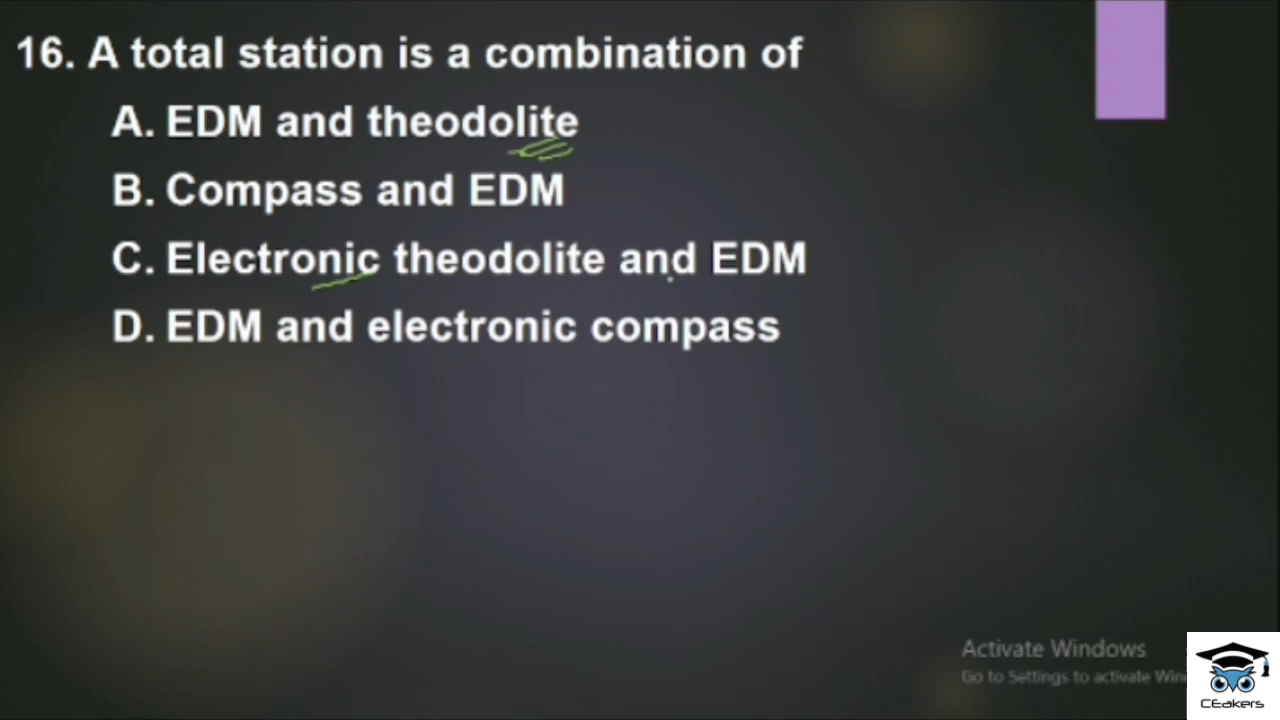 16. A total station is a combination of
A. EDM and theodolite
B. Compass and EDM
C. Electronic theodolite and EDM
D. EDM and electronic compass
Activate Windows
Go to Settings to activate Win
CEakers